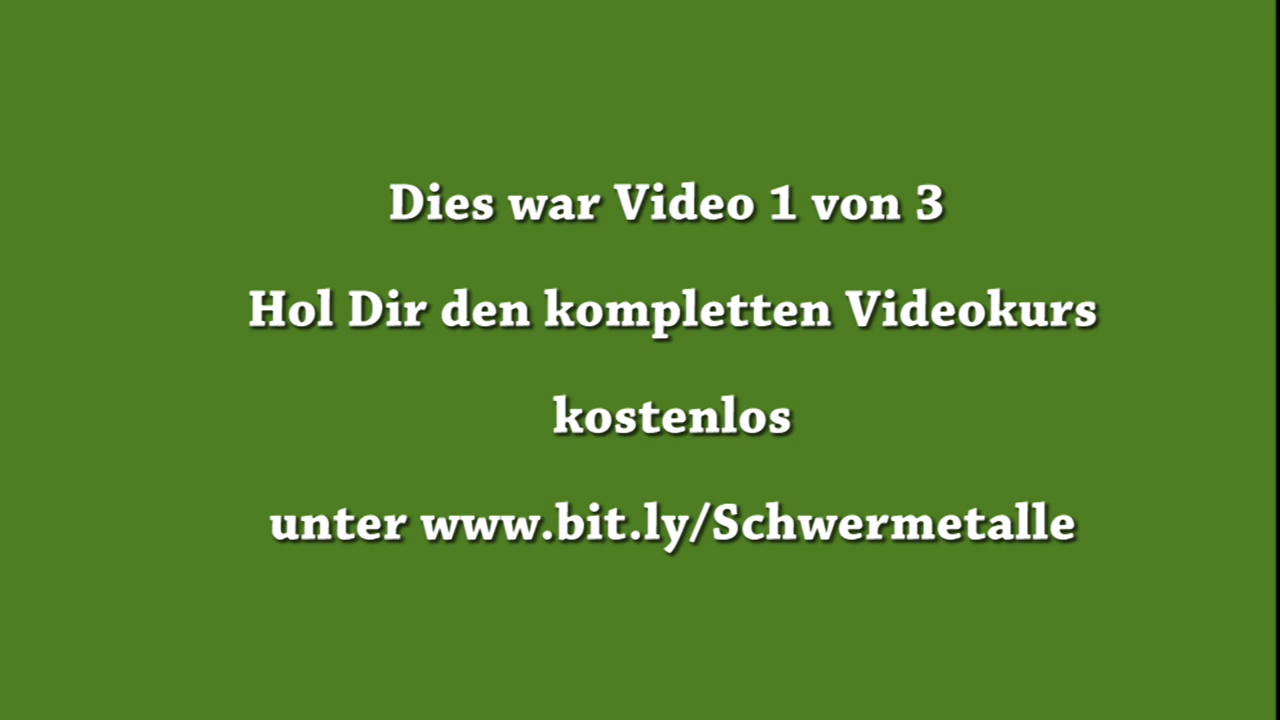 Dies war Video 1 von 3
Hol Dir den kompletten Videokurs
kostenlos
unter www.bit.ly/Schwermetalle